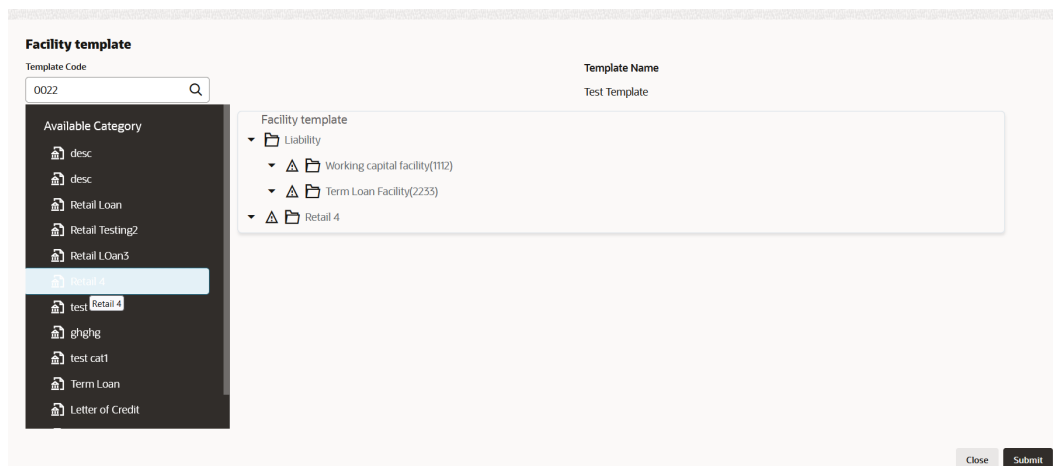 Facility template
Template Code
Template Name
0022
Test Template
Available Category
desc
desc
Retail Loan
Retail Testing2
Retail LOan3
Retail 4
test
Retail 4
ghghg
test cat1
Term Loan
Letter of Credit
Facility template
Liability
Working capital facility(1112)
Term Loan Facility(2233)
Retail 4
Close Submit